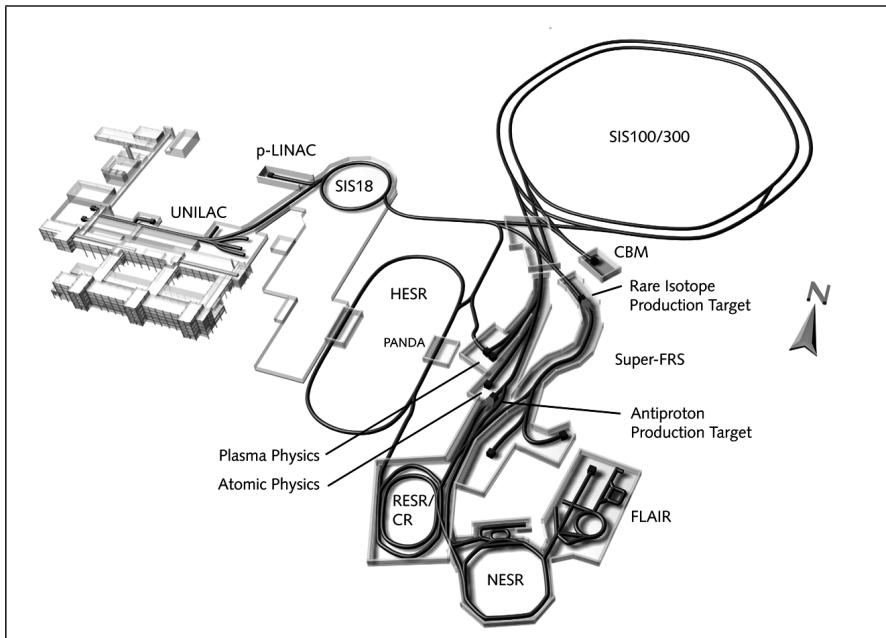 SIS100/300
p-LINAC
SIS18
UNILAC
CBM
Rare Isotope
Production Target
HESR
N
PANDA
Super-FRS
Antiproton
Production Target
Plasma Physics
Atomic Physics
RESR/
CR
FLAIR
NESR